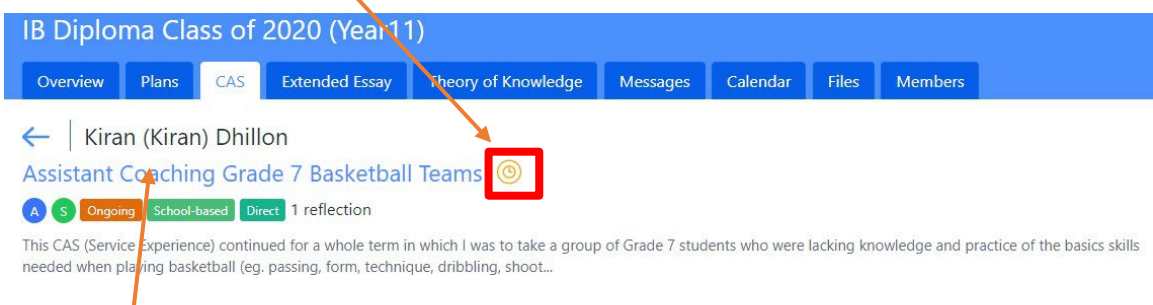 IB Diploma Class of 2020 (Year11)
Overview Plans CAS Extended Essay Theory of Knowledge Messages Calendar Files Members
Kiran (Kiran) Dhillon
Assistant Coaching Grade 7 Basketball Teams
A S Ongoing School-based Direct 1 reflection
This CAS (Service Experience) continued for a whole term in which I was to take a group of Grade 7 students who were lacking knowledge and practice of the basics skills
needed when playing basketball (eg. passing, form, technique, dribbling, shoot...